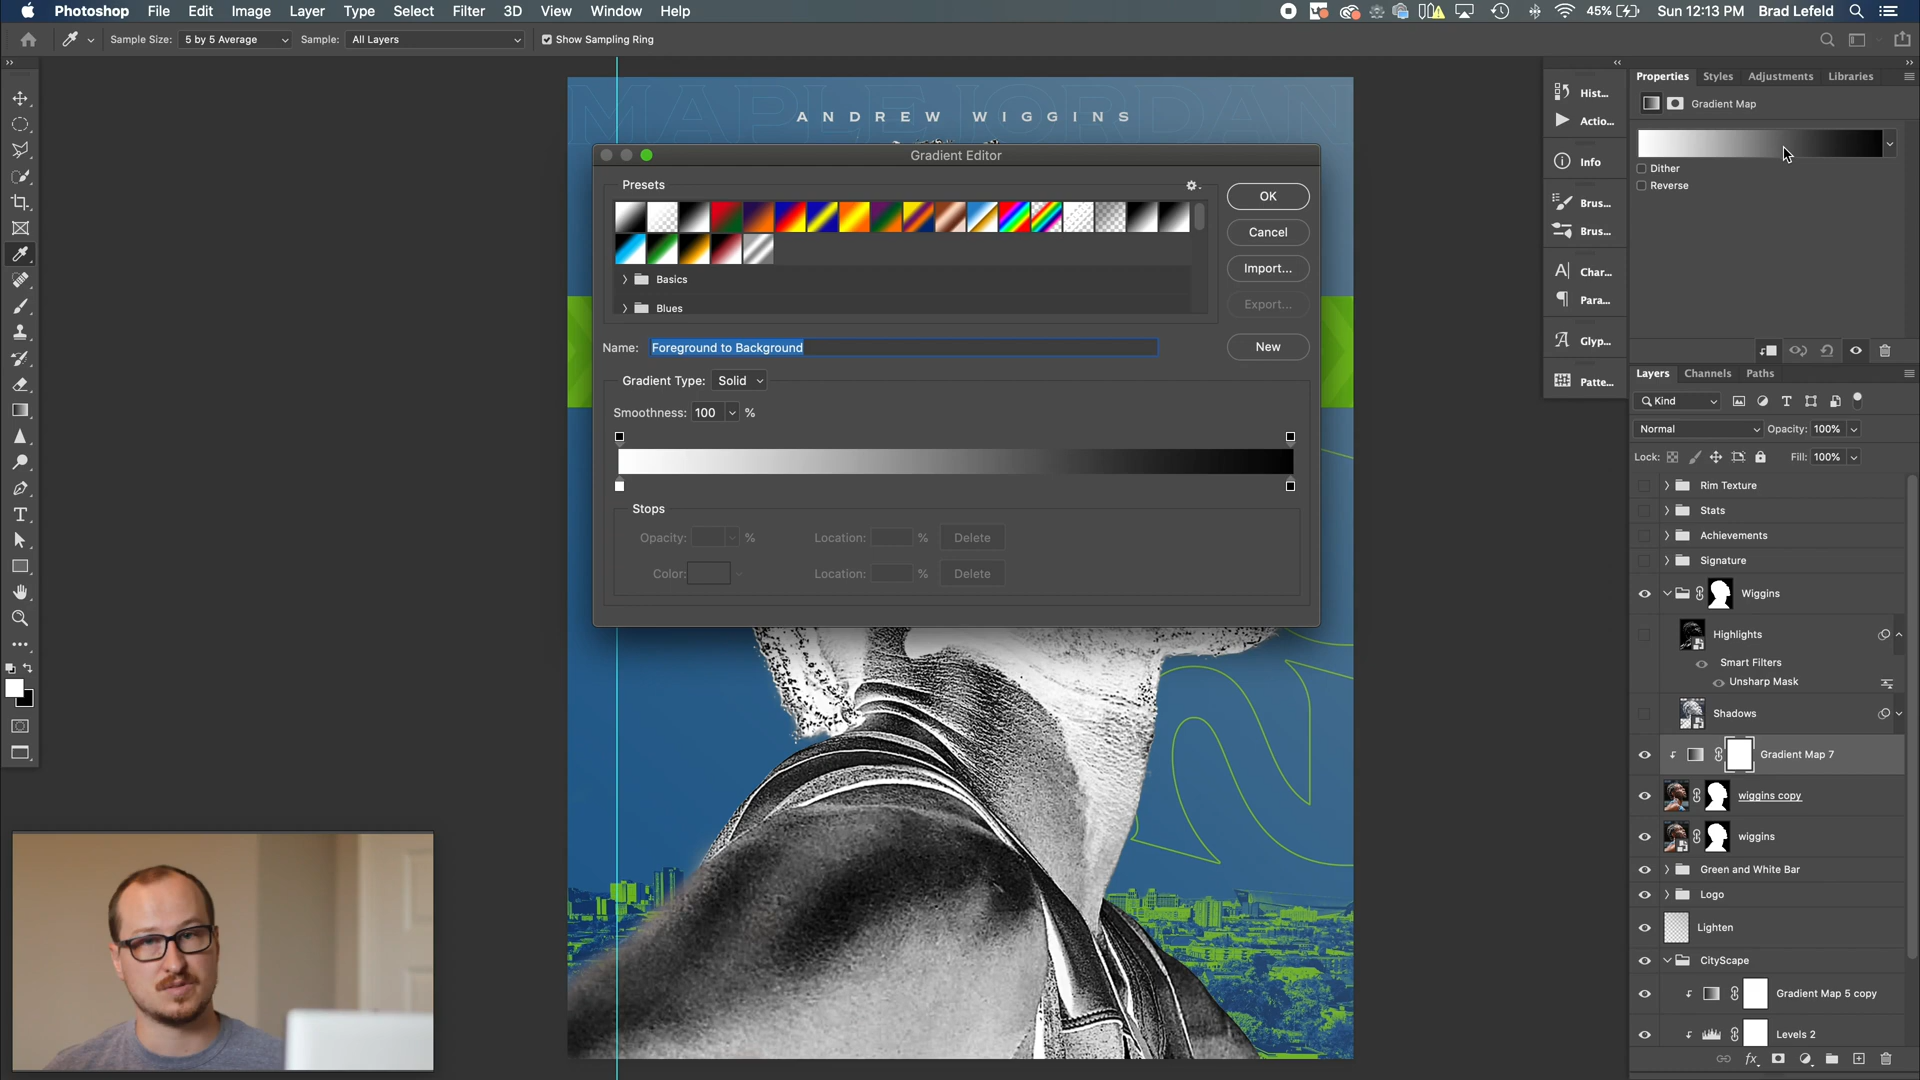 Photoshop File Edit Image Layer Type Select Filter 3D View Window Help 45% Sun 12:13 PM Brad Lefeld
Sample Size: 5 by 5 Average Sample: All Layers Show Sampling Ring
Properties Styles Adjustments Libraries
Gradient Map
Dither
Reverse
Hist...
Actio...
Info
Brus...
Brus...
Char...
Para...
Glyp...
Patte...
MAPLE JORDAN
ANDREW WIGGINS
Gradient Editor
Presets
OK
Cancel
Import...
Export...
Basics
Blues
Name: Foreground to Background
New
Gradient Type: Solid
Smoothness: 100 %
Stops
Opacity: % Location: % Delete
Color: Location: % Delete
Layers Channels Paths
Kind
Normal Opacity: 100%
Lock: Fill: 100%
Rim Texture
Stats
Achievements
Signature
Wiggins
Highlights
Smart Filters
Unsharp Mask
Shadows
Gradient Map 7
wiggins copy
wiggins
Green and White Bar
Logo
Lighten
CityScape
Gradient Map 5 copy
Levels 2